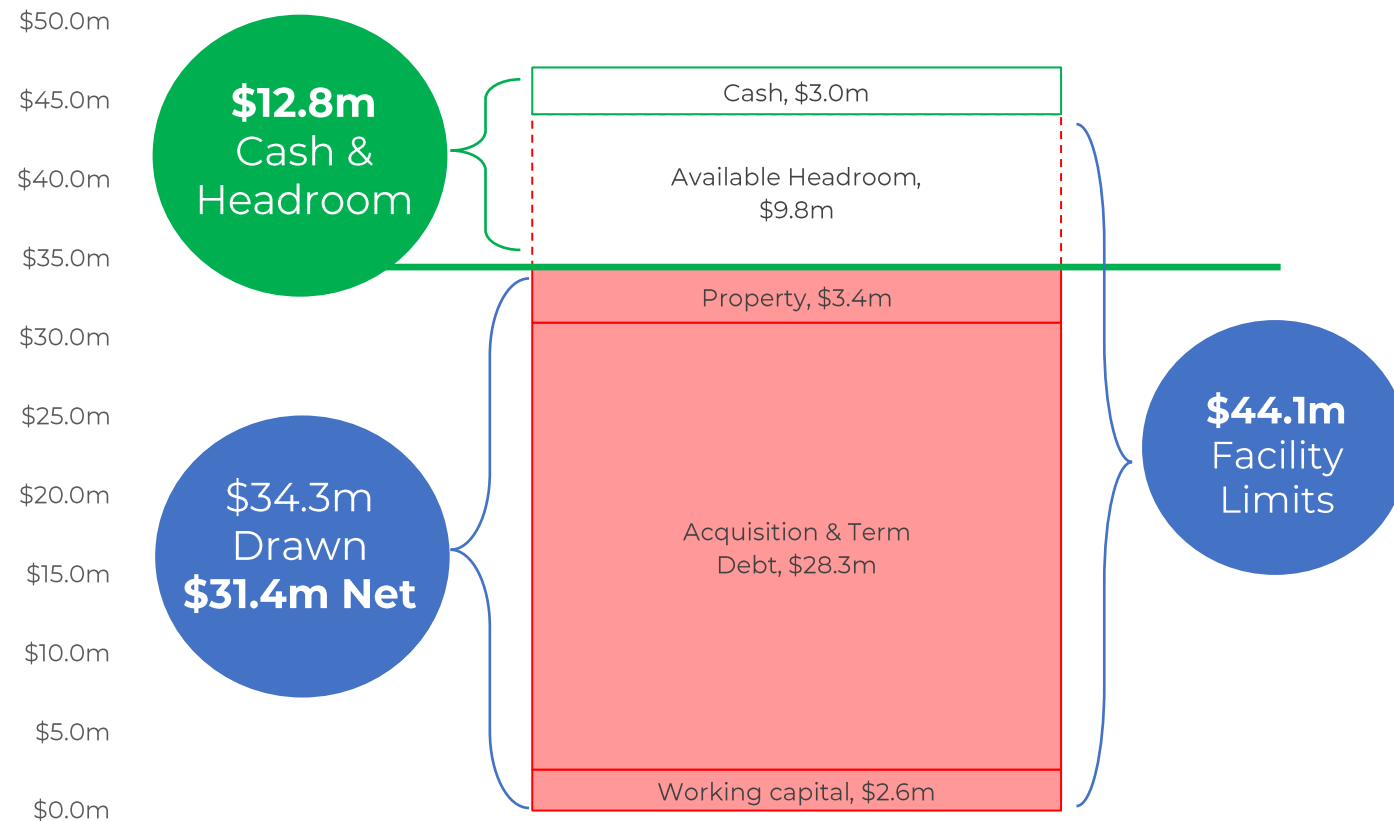 $50.0m
$45.0m
$40.0m
$35.0m
$30.0m
$25.0m
$20.0m
$15.0m
$10.0m
$5.0m
$0.0m
$12.8m
Cash &
Headroom
$34.3m
Drawn
$31.4m Net
Cash, $3.0m
Available Headroom,
$9.8m
Property, $3.4m
Acquisition & Term
Debt, $28.3m
Working capital, $2.6m
$44.1m
Facility
Limits